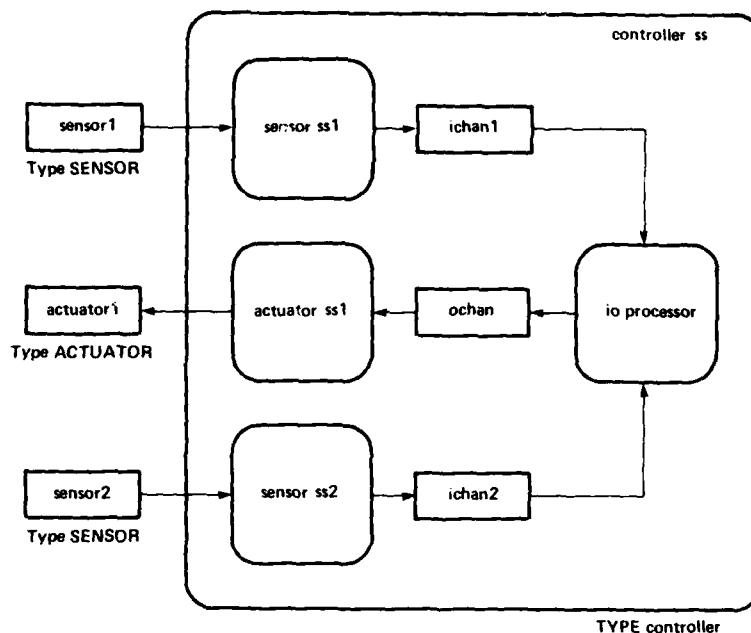 controller ss
sensor1
sensor ss1
ichan1
Type SENSOR
actuator1
actuator ss1
ochan
io processor
Type ACTUATOR
sensor2
sensor ss2
ichan2
Type SENSOR
TYPE controller